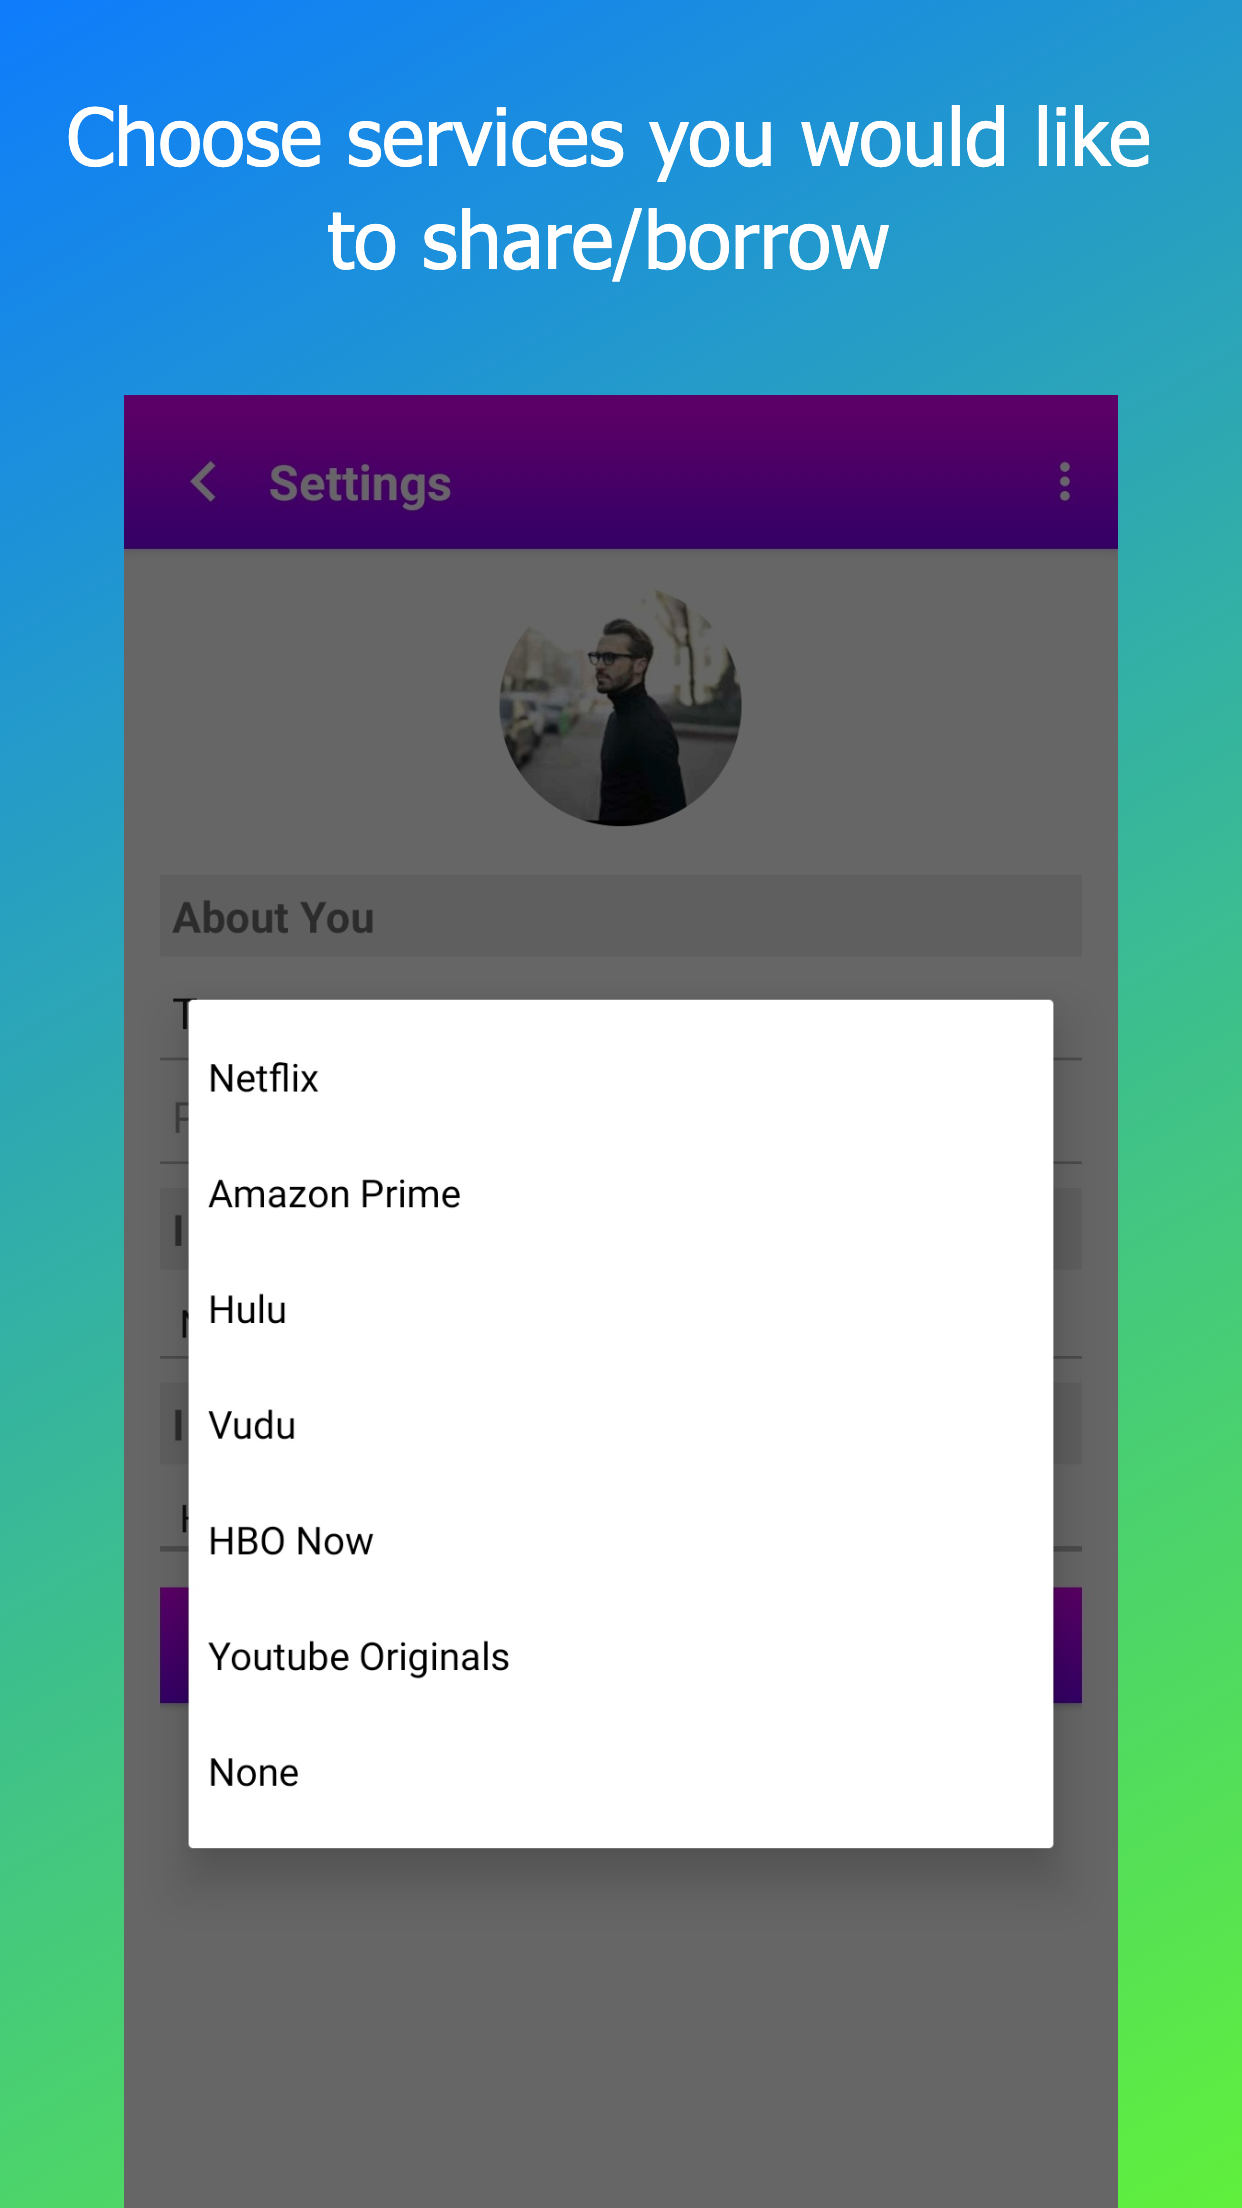 Choose services you would like
to share/borrow
Settings
About You
Netflix
Amazon Prime
Hulu
Vudu
HBO Now
Youtube Originals
None